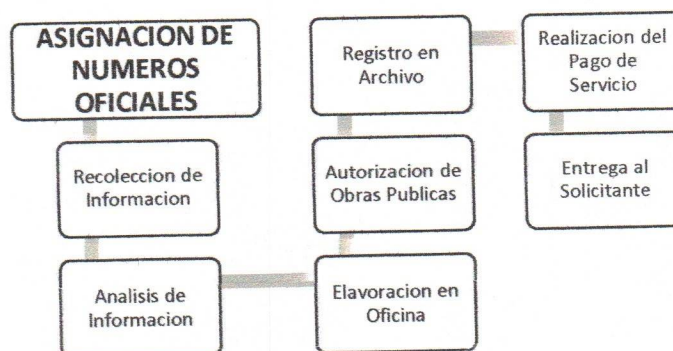 ASIGNACION DE
NUMEROS
OFICIALES
Recoleccion de
Informacion
Analisis de
Informacion
Elavoracion en
Oficina
Autorizacion de
Obras Publicas
Registro en
Archivo
Realizacion del
Pago de
Servicio
Entrega al
Solicitante